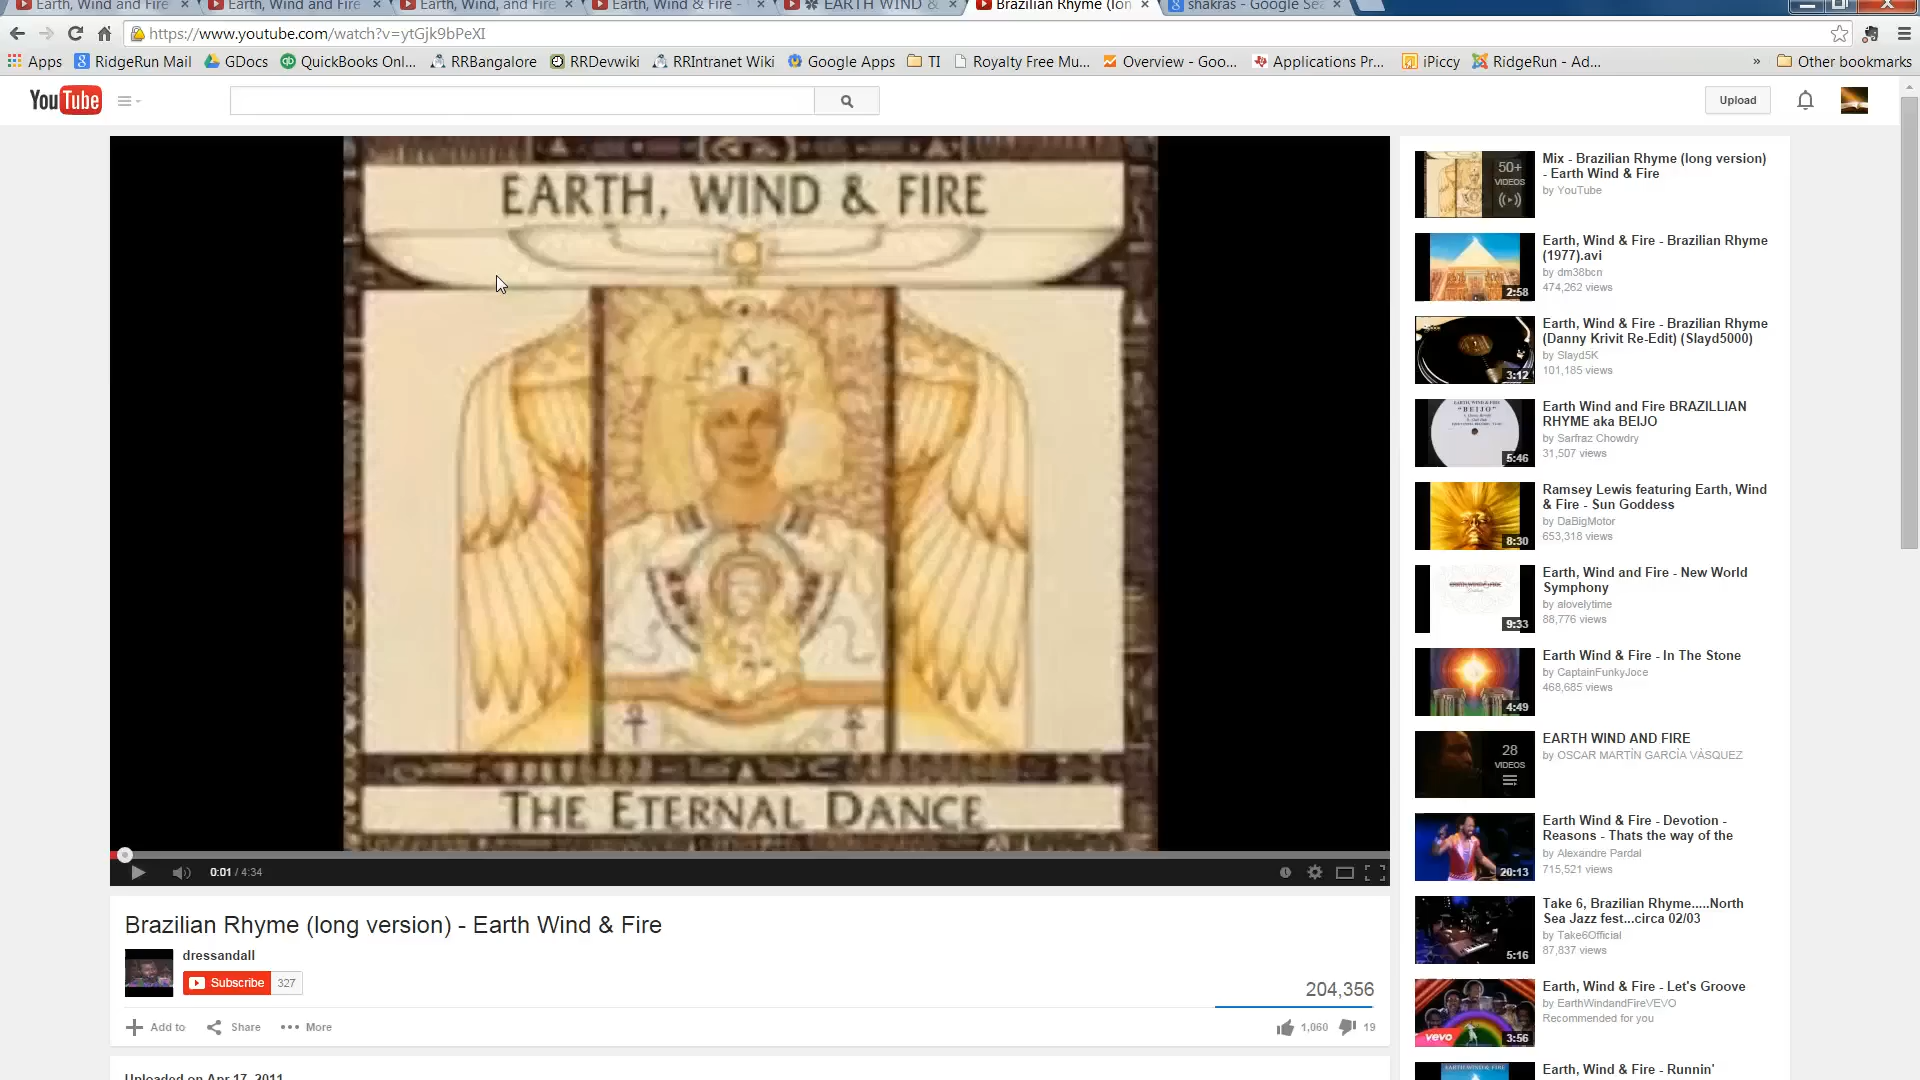 Earth, Wind and Fire
Earth, Wind and Fire
Earth, Wind, and Fire
Earth, Wind & Fire -
EARTH WIND &
Brazilian Rhyme (lon
shakras - Google Sea
https://www.youtube.com/watch?v=ytGjk9bPeXI
Apps
RidgeRun Mail
GDocs
QuickBooks Onl...
RRBangalore
RRDevwiki
RRIntranet Wiki
Google Apps
TI
Royalty Free Mu...
Overview - Goo...
Applications Pr...
iPiccy
RidgeRun - Ad...
»
Other bookmarks
YouTube
Upload
EARTH, WIND & FIRE
THE ETERNAL DANCE
0:01 / 4:34
Brazilian Rhyme (long version) - Earth Wind & Fire
dressandall
Subscribe 327
204,356
Add to
Share
More
1,060
19
Uploaded on Apr 17, 2011
50+
VIDEOS
Mix - Brazilian Rhyme (long version)
- Earth Wind & Fire
by YouTube
2:58
Earth, Wind & Fire - Brazilian Rhyme
(1977).avi
by dm38bcn
474,262 views
3:12
Earth, Wind & Fire - Brazilian Rhyme
(Danny Krivit Re-Edit) (Slayd5000)
by Slayd5K
101,185 views
"BEIJO"
5:46
Earth Wind and Fire BRAZILLIAN
RHYME aka BEIJO
by Sarfraz Chowdry
31,507 views
8:30
Ramsey Lewis featuring Earth, Wind
& Fire - Sun Goddess
by DaBigMotor
653,318 views
9:33
Earth, Wind and Fire - New World
Symphony
by alovelytime
88,776 views
4:49
Earth Wind & Fire - In The Stone
by CaptainFunkyJoce
468,685 views
28
VIDEOS
EARTH WIND AND FIRE
by OSCAR MARTÍN GARCÍA VÁSQUEZ
20:13
Earth Wind & Fire - Devotion -
Reasons - Thats the way of the
by Alexandre Pardal
715,521 views
5:16
Take 6, Brazilian Rhyme.....North
Sea Jazz fest...circa 02/03
by Take6Official
87,837 views
vevo
3:56
Earth, Wind & Fire - Let's Groove
by EarthWindandFireVEVO
Recommended for you
EARTH WIND & FIRE
Earth, Wind & Fire - Runnin'